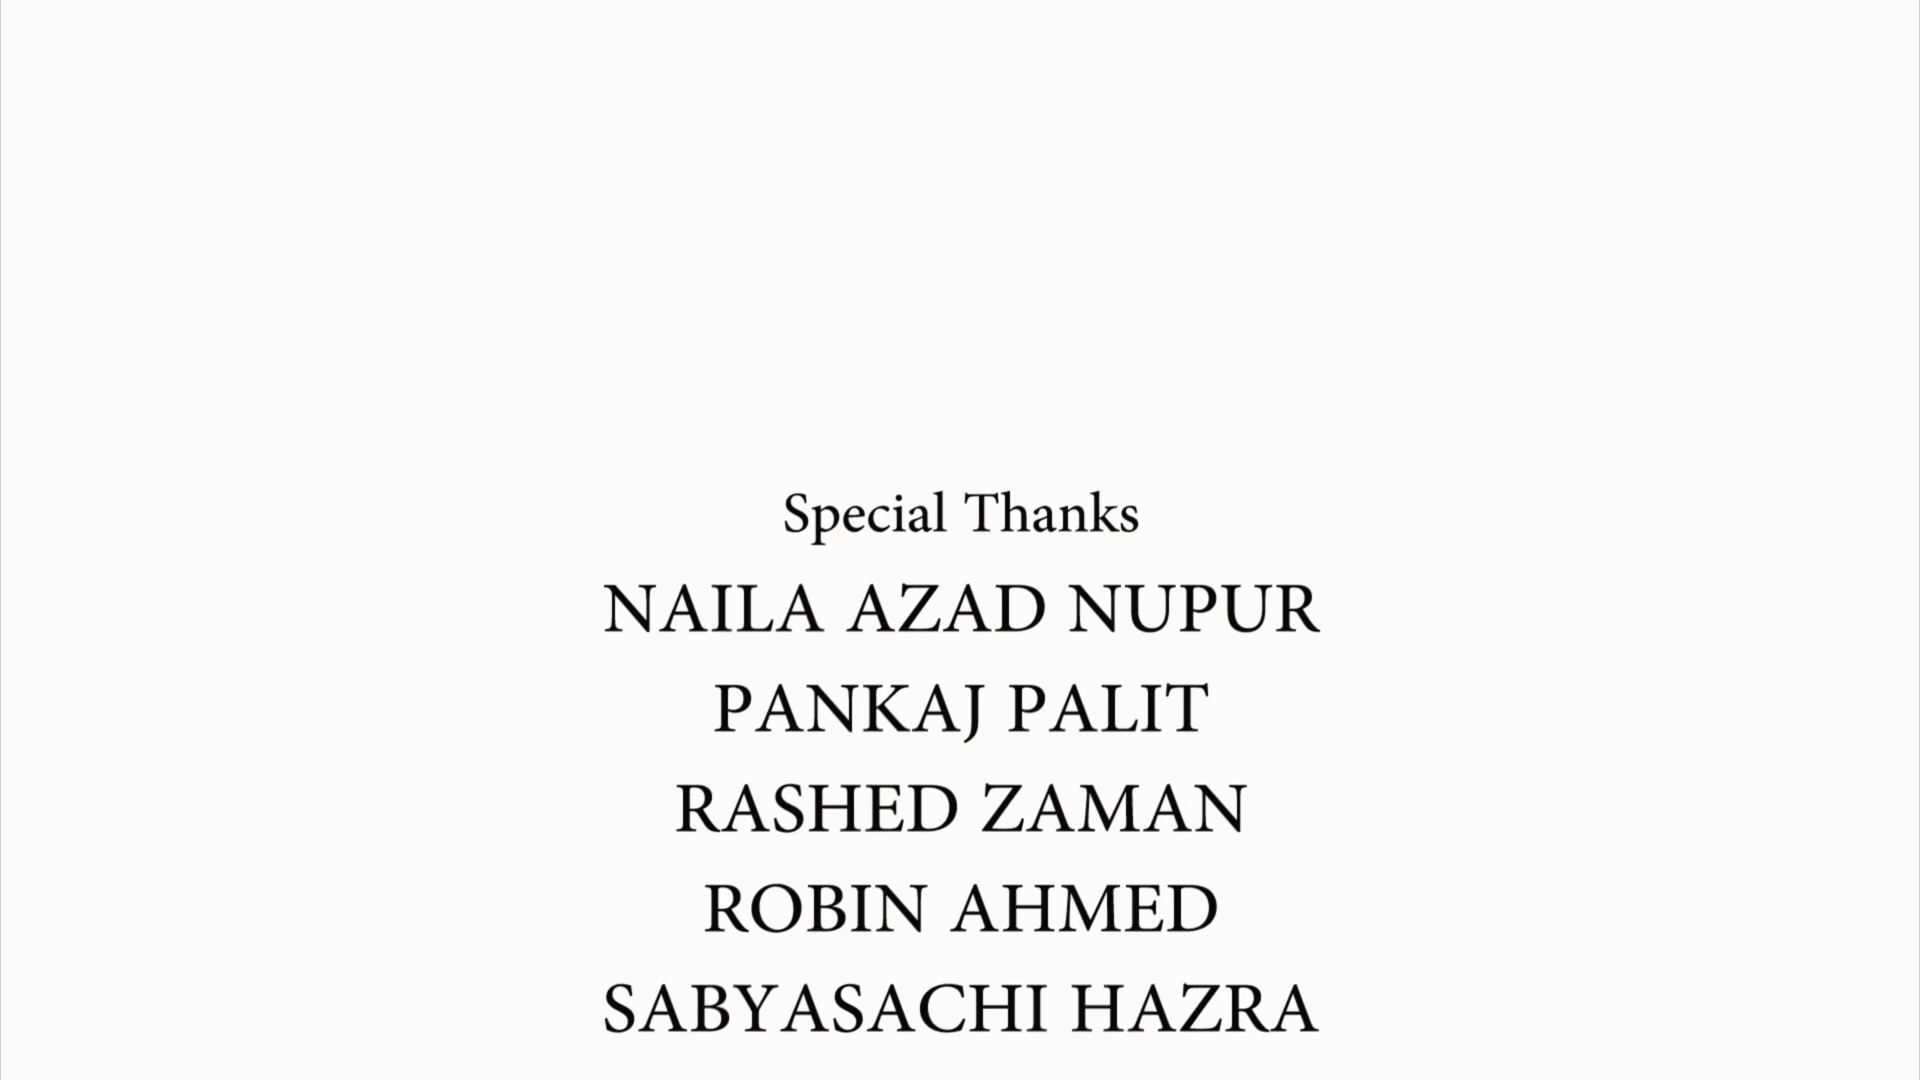 Special Thanks
NAILA AZAD NUPUR
PANKAJ PALIT
RASHED ZAMAN
ROBIN AHMED
SABYASACHI HAZRA